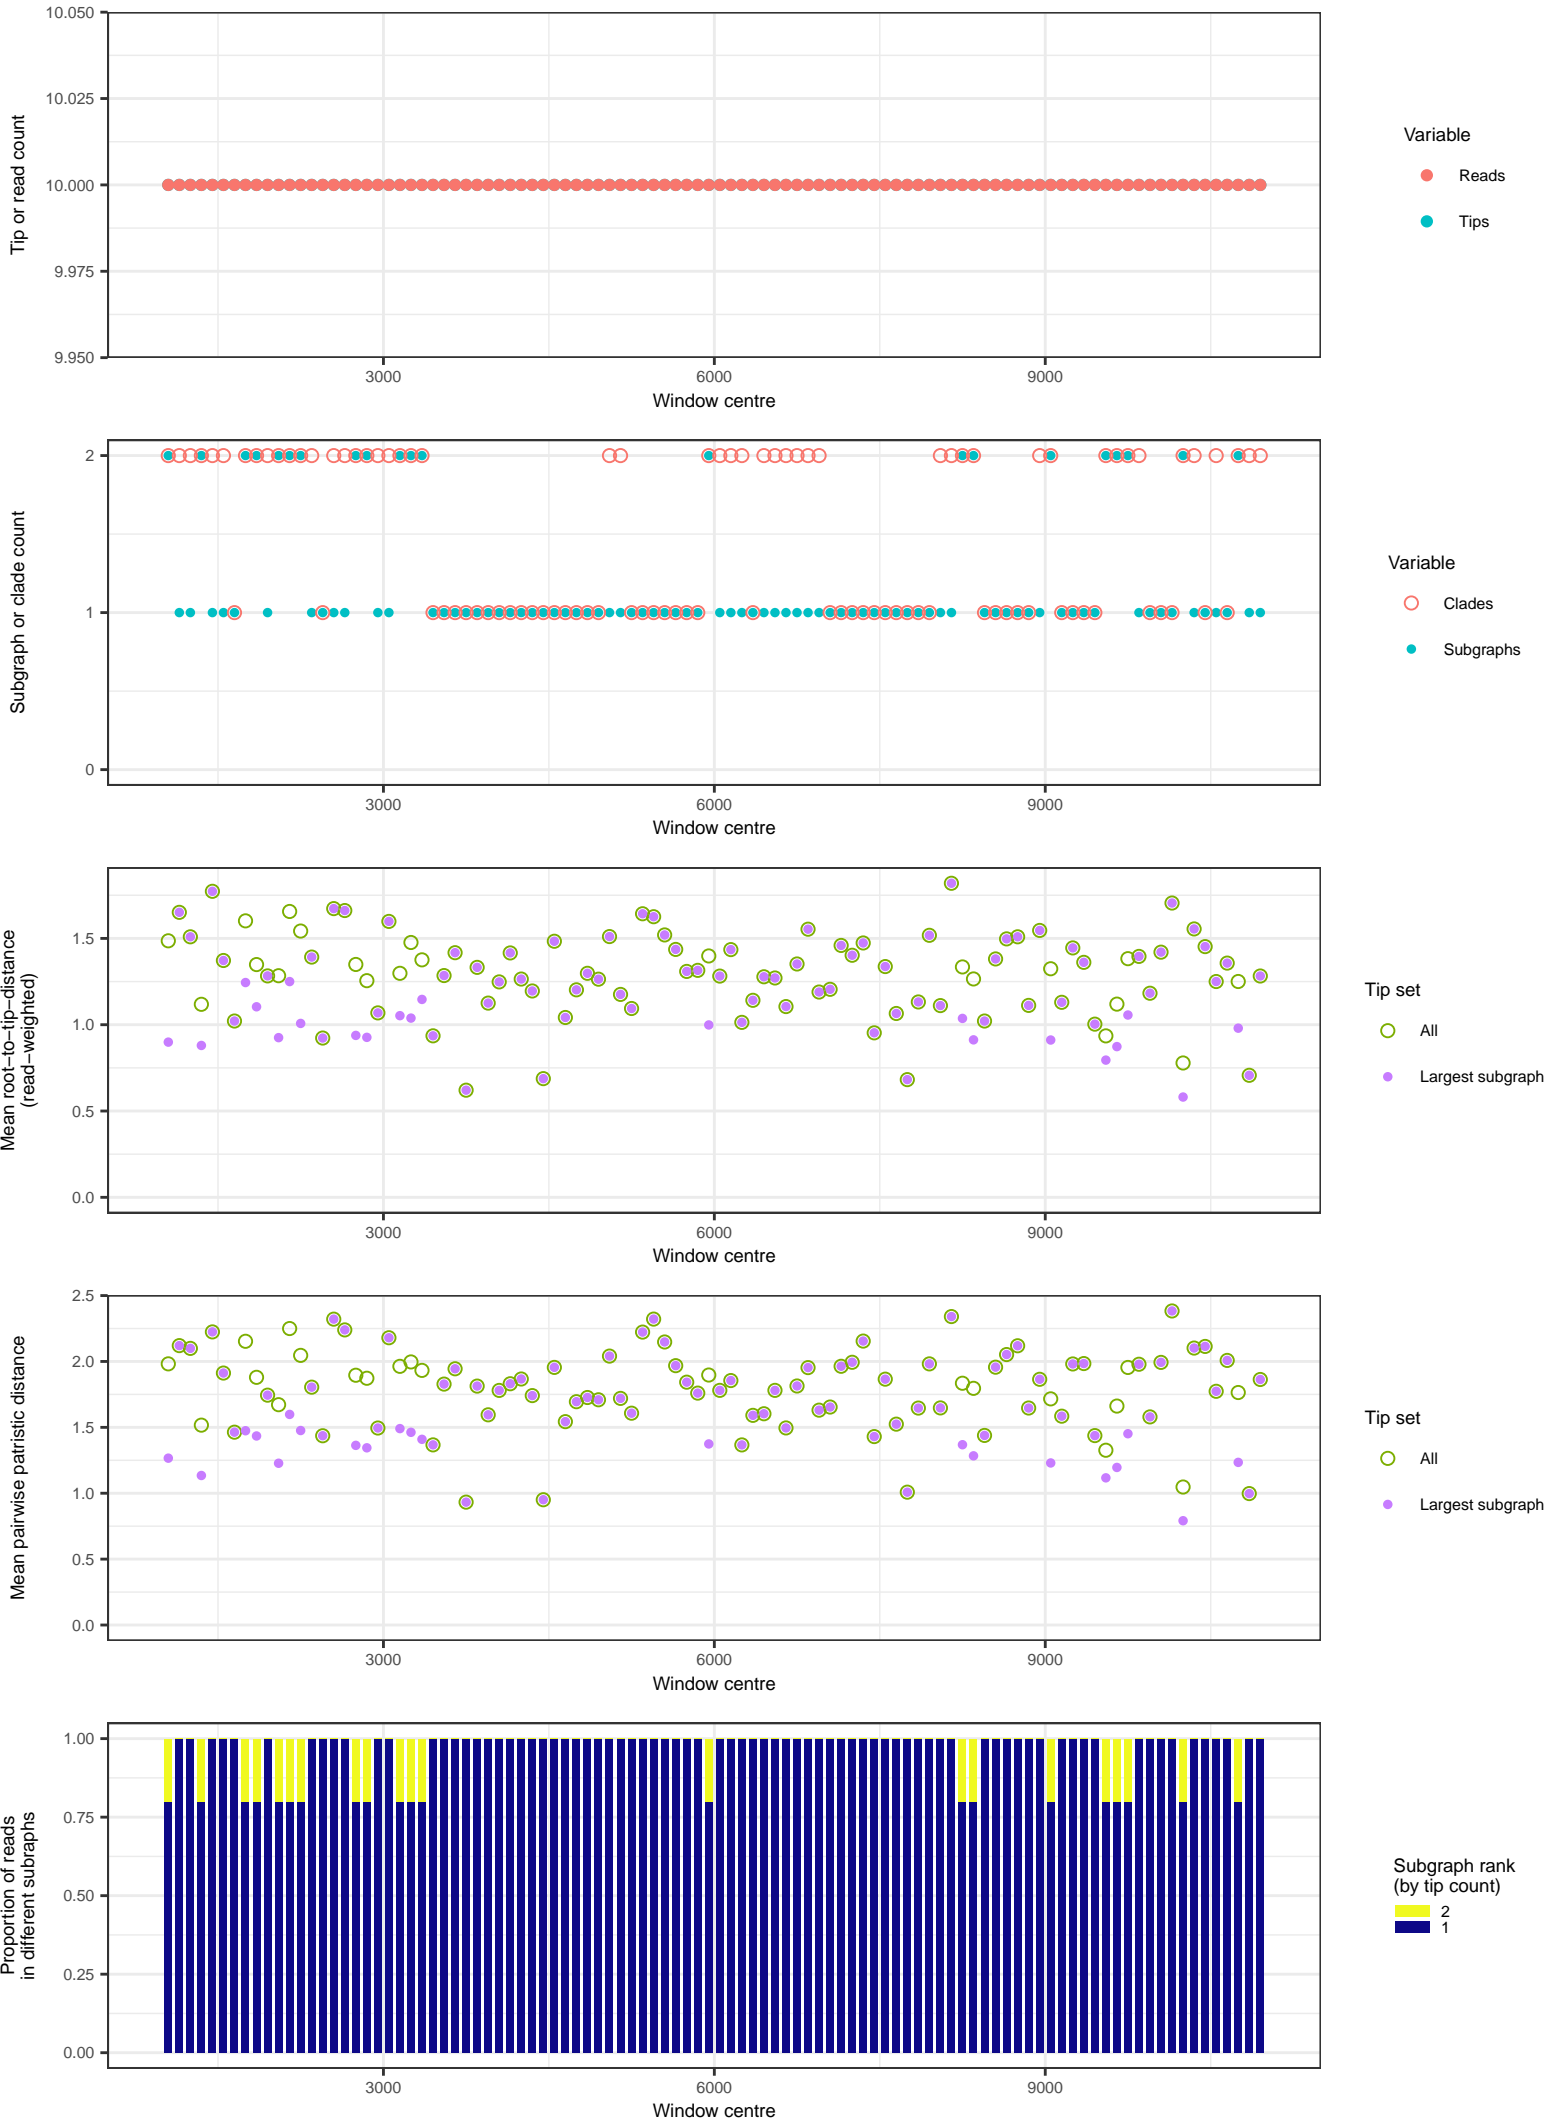 10.050
10.025
10.000
9.975
9.950
Tip or read count
3000 6000 9000
Window centre
Variable
Reads
Tips
2
1
0
Subgraph or clade count
3000 6000 9000
Window centre
Variable
Clades
Subgraphs
1.5
1.0
0.5
0.0
Mean root−to−tip−distance
(read−weighted)
3000 6000 9000
Window centre
Tip set
All
Largest subgraph
2.5
2.0
1.5
1.0
0.5
0.0
Mean pairwise patristic distance
3000 6000 9000
Window centre
Tip set
All
Largest subgraph
1.00
0.75
0.50
0.25
0.00
Proportion of reads
in different subraphs
3000 6000 9000
Window centre
Subgraph rank
(by tip count)
2
1